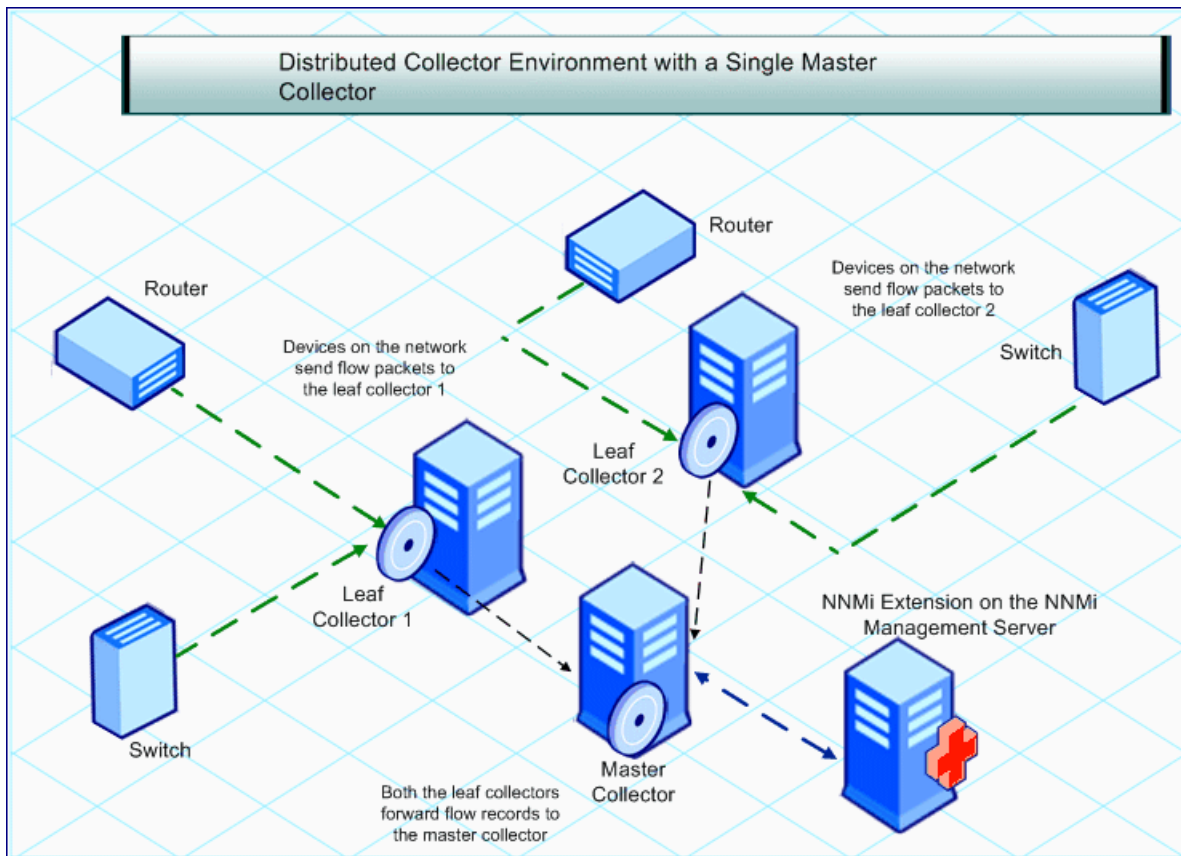 Distributed Collector Environment with a Single Master
Collector
Router
Devices on the network
send flow packets to
the leaf collector 2
Router
Devices on the network
send flow packets to
the leaf collector 1
Switch
Leaf
Collector 2
Leaf
Collector 1
NNMi Extension on the NNMi
Management Server
Switch
Master
Collector
Both the leaf collectors
forward flow records to
the master collector